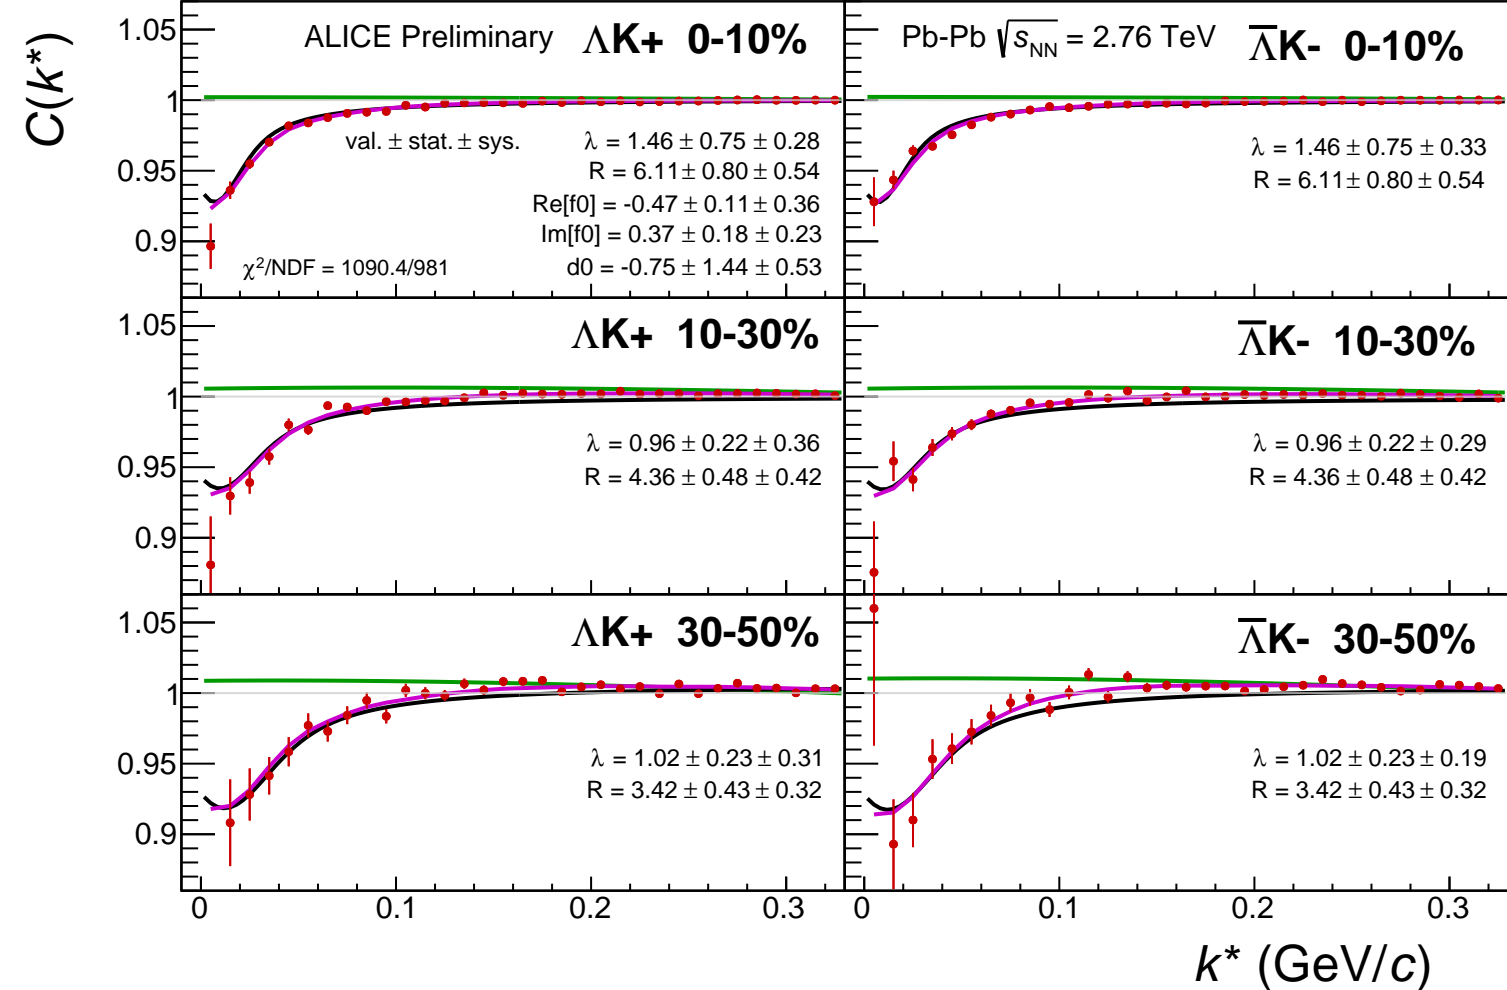 C(k*)
1.05
1
0.95
0.9
ALICE Preliminary ΛK+ 0-10%
val. ± stat. ± sys.
λ = 1.46 ± 0.75 ± 0.28
R = 6.11± 0.80 ± 0.54
Re[f0] = -0.47 ± 0.11 ± 0.36
Im[f0] = 0.37 ± 0.18 ± 0.23
χ²/NDF = 1090.4/981
d0 = -0.75 ± 1.44 ± 0.53
Pb-Pb √sNN = 2.76 TeV Λ̅K- 0-10%
λ = 1.46 ± 0.75 ± 0.33
R = 6.11± 0.80 ± 0.54
1.05
1
0.95
0.9
ΛK+ 10-30%
λ = 0.96 ± 0.22 ± 0.36
R = 4.36 ± 0.48 ± 0.42
Λ̅K- 10-30%
λ = 0.96 ± 0.22 ± 0.29
R = 4.36 ± 0.48 ± 0.42
1.05
1
0.95
0.9
ΛK+ 30-50%
λ = 1.02 ± 0.23 ± 0.31
R = 3.42 ± 0.43 ± 0.32
Λ̅K- 30-50%
λ = 1.02 ± 0.23 ± 0.19
R = 3.42 ± 0.43 ± 0.32
0 0.1 0.2 0.3 0 0.1 0.2 0.3
k* (GeV/c)